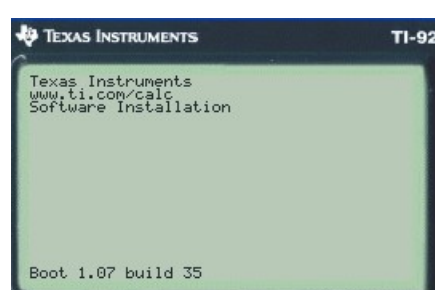 TEXAS INSTRUMENTS TI-92
Texas Instruments
www.ti.com/calc
Software Installation
Boot 1.07 build 35